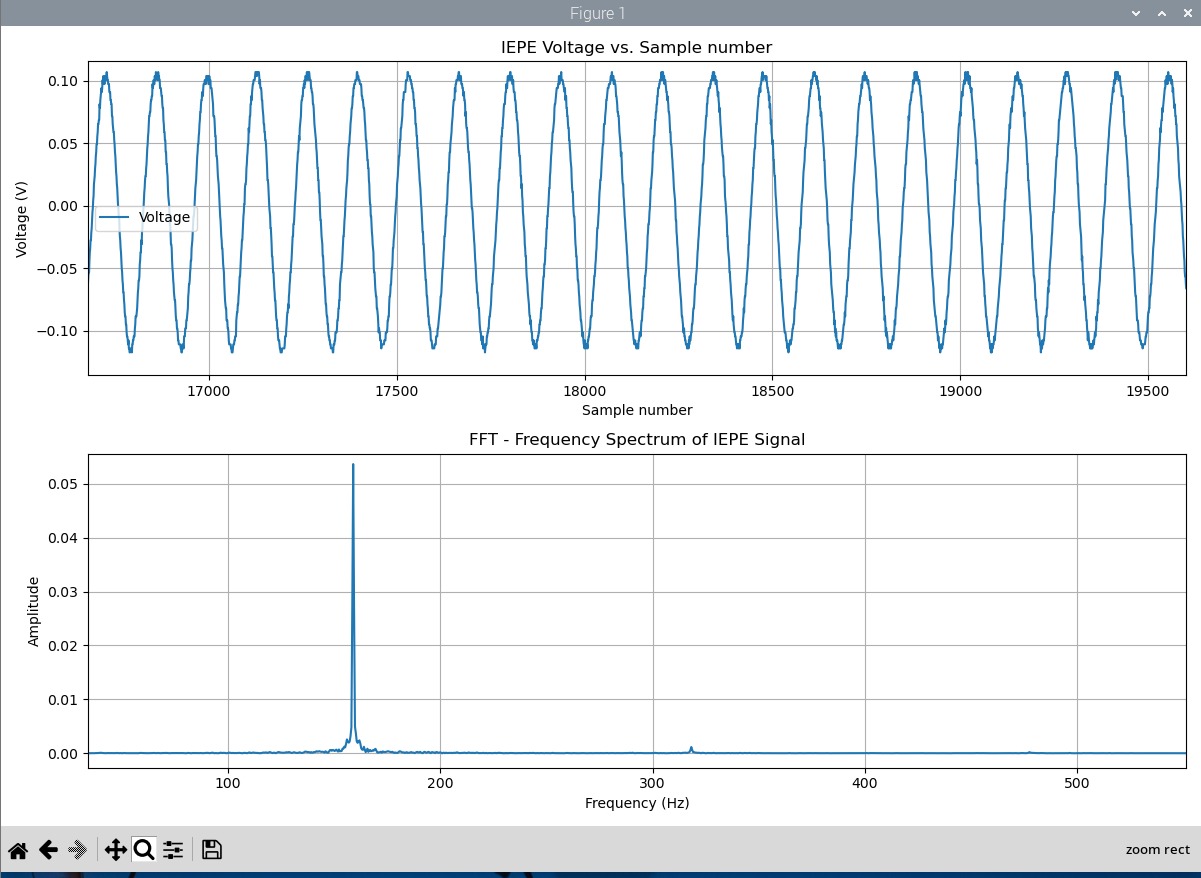 Figure 1
IEPE Voltage vs. Sample number
Voltage (V)
0.10
0.05
0.00
−0.05
−0.10
Voltage
17000 17500 18000 18500 19000 19500
Sample number
FFT - Frequency Spectrum of IEPE Signal
Amplitude
0.05
0.04
0.03
0.02
0.01
0.00
100 200 300 400 500
Frequency (Hz)
zoom rect